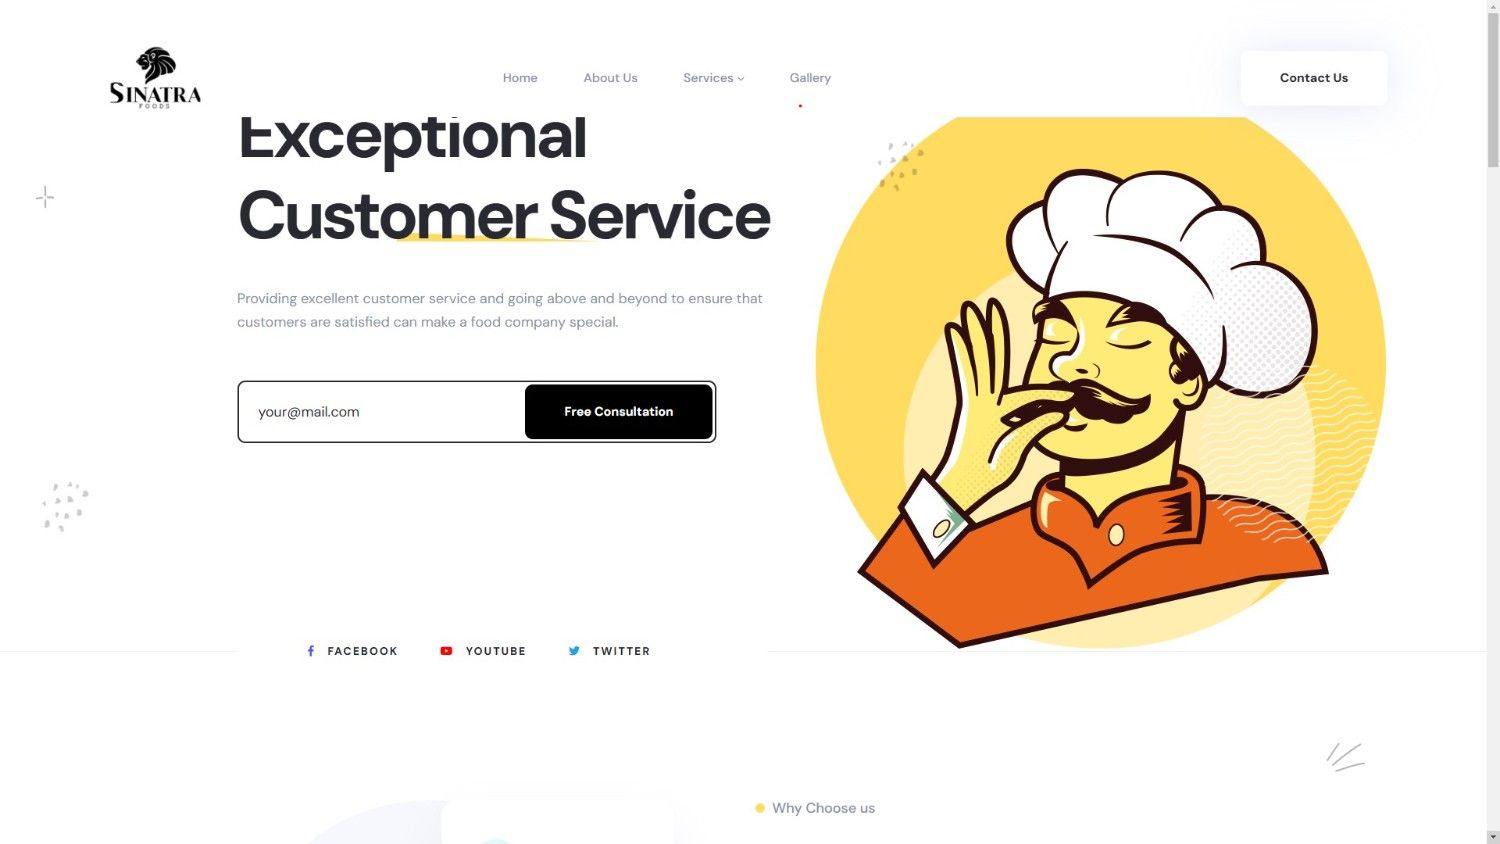 SINATRA
FOODS
Home
About Us
Services
Gallery
Contact Us
Exceptional
Customer Service
Providing excellent customer service and going above and beyond to ensure that
customers are satisfied can make a food company special.
your@mail.com
Free Consultation
FACEBOOK
YOUTUBE
TWITTER
Why Choose us